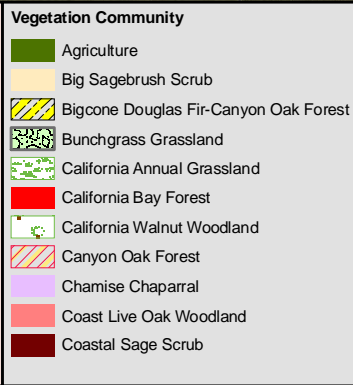 Vegetation Community
Agriculture
Big Sagebrush Scrub
Bigcone Douglas Fir-Canyon Oak Forest
Bunchgrass Grassland
California Annual Grassland
California Bay Forest
California Walnut Woodland
Canyon Oak Forest
Chamise Chaparral
Coast Live Oak Woodland
Coastal Sage Scrub